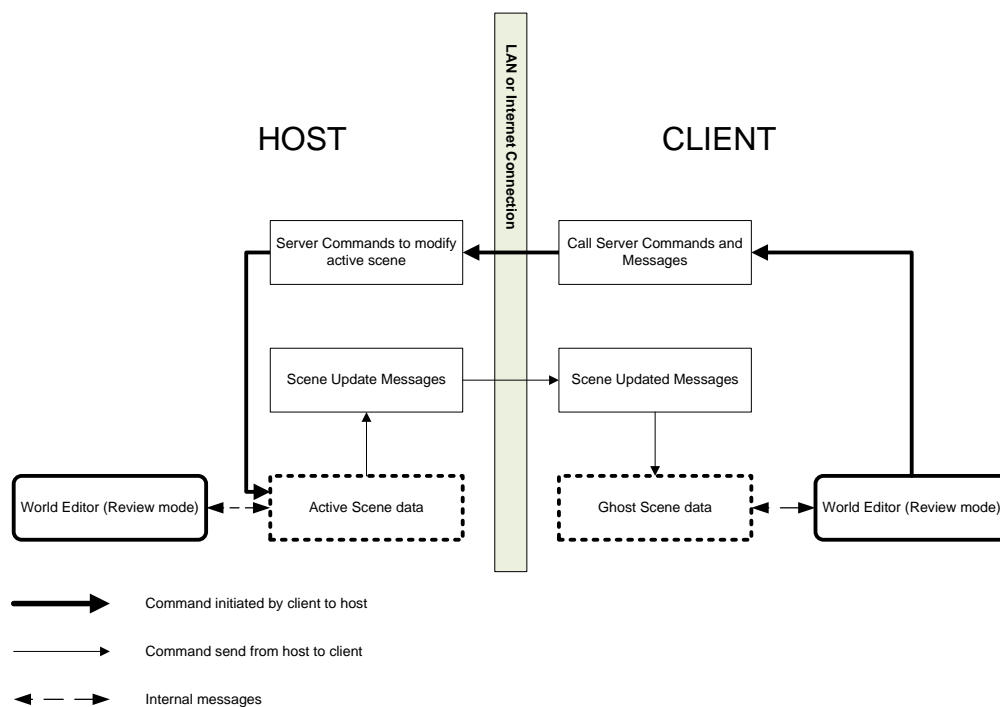 LAN or Internet Connection
HOST
CLIENT
Server Commands to modify
active scene
Call Server Commands and
Messages
Scene Update Messages
Scene Updated Messages
World Editor (Review mode)
Active Scene data
Ghost Scene data
World Editor (Review mode)
Command initiated by client to host
Command send from host to client
Internal messages